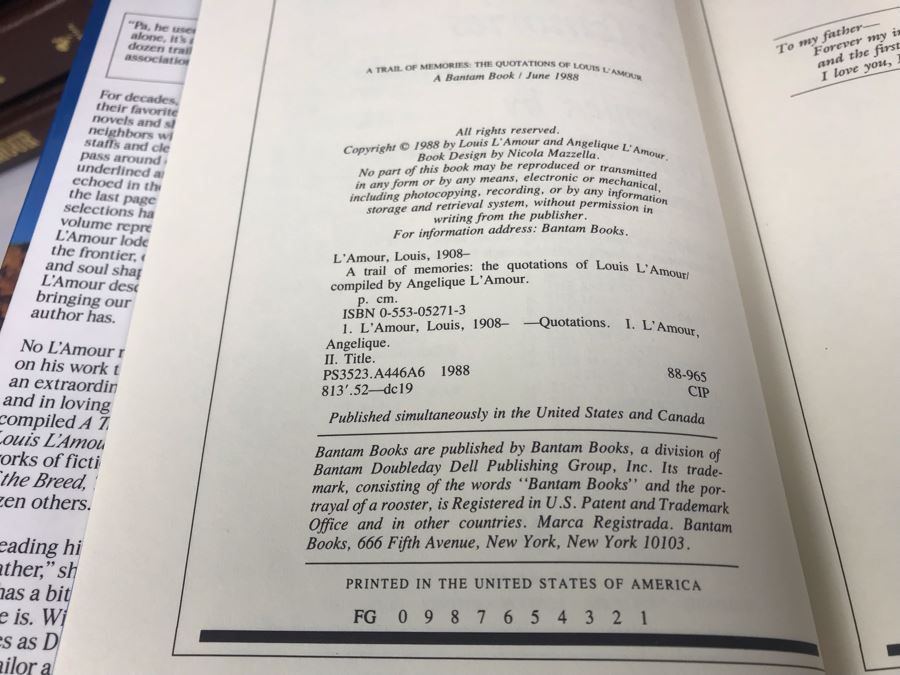 "Pa, he use
alone, it's
dozen trail
association
For decades,
their favorite
novels and s
neighbors wi
staffs and cle
pass around
underlined a
echoed in th
the last page
selections ha
volume repre
L'Amour lode
the frontier,
and soul shap
L'Amour desc
bringing our
author has.
No L'Amour r
on his work t
an extraordin
and in loving
compiled A T
Louis L'Amou
orks of ficti
the Breed,
zen others.
eading hi
ather," sh
has a bit
e is. Wi
es as D
ailor a
A TRAIL OF MEMORIES: THE QUOTATIONS OF LOUIS L'AMOUR
A Bantam Book / June 1988
All rights reserved.
Copyright © 1988 by Louis L'Amour and Angelique L'Amour.
Book Design by Nicola Mazzella.
No part of this book may be reproduced or transmitted
in any form or by any means, electronic or mechanical,
including photocopying, recording, or by any information
storage and retrieval system, without permission in
writing from the publisher.
For information address: Bantam Books.
L'Amour, Louis, 1908–
A trail of memories: the quotations of Louis L'Amour/
compiled by Angelique L'Amour.
p. cm.
ISBN 0-553-05271-3
1. L'Amour, Louis, 1908– —Quotations. I. L'Amour,
Angelique.
II. Title.
PS3523.A446A6 1988 88-965
813'.52—dc19 CIP
Published simultaneously in the United States and Canada
Bantam Books are published by Bantam Books, a division of
Bantam Doubleday Dell Publishing Group, Inc. Its trade-
mark, consisting of the words "Bantam Books" and the por-
trayal of a rooster, is Registered in U.S. Patent and Trademark
Office and in other countries. Marca Registrada. Bantam
Books, 666 Fifth Avenue, New York, New York 10103.
PRINTED IN THE UNITED STATES OF AMERICA
FG 0 9 8 7 6 5 4 3 2 1
To my father—
Forever my i
and the first
I love you,